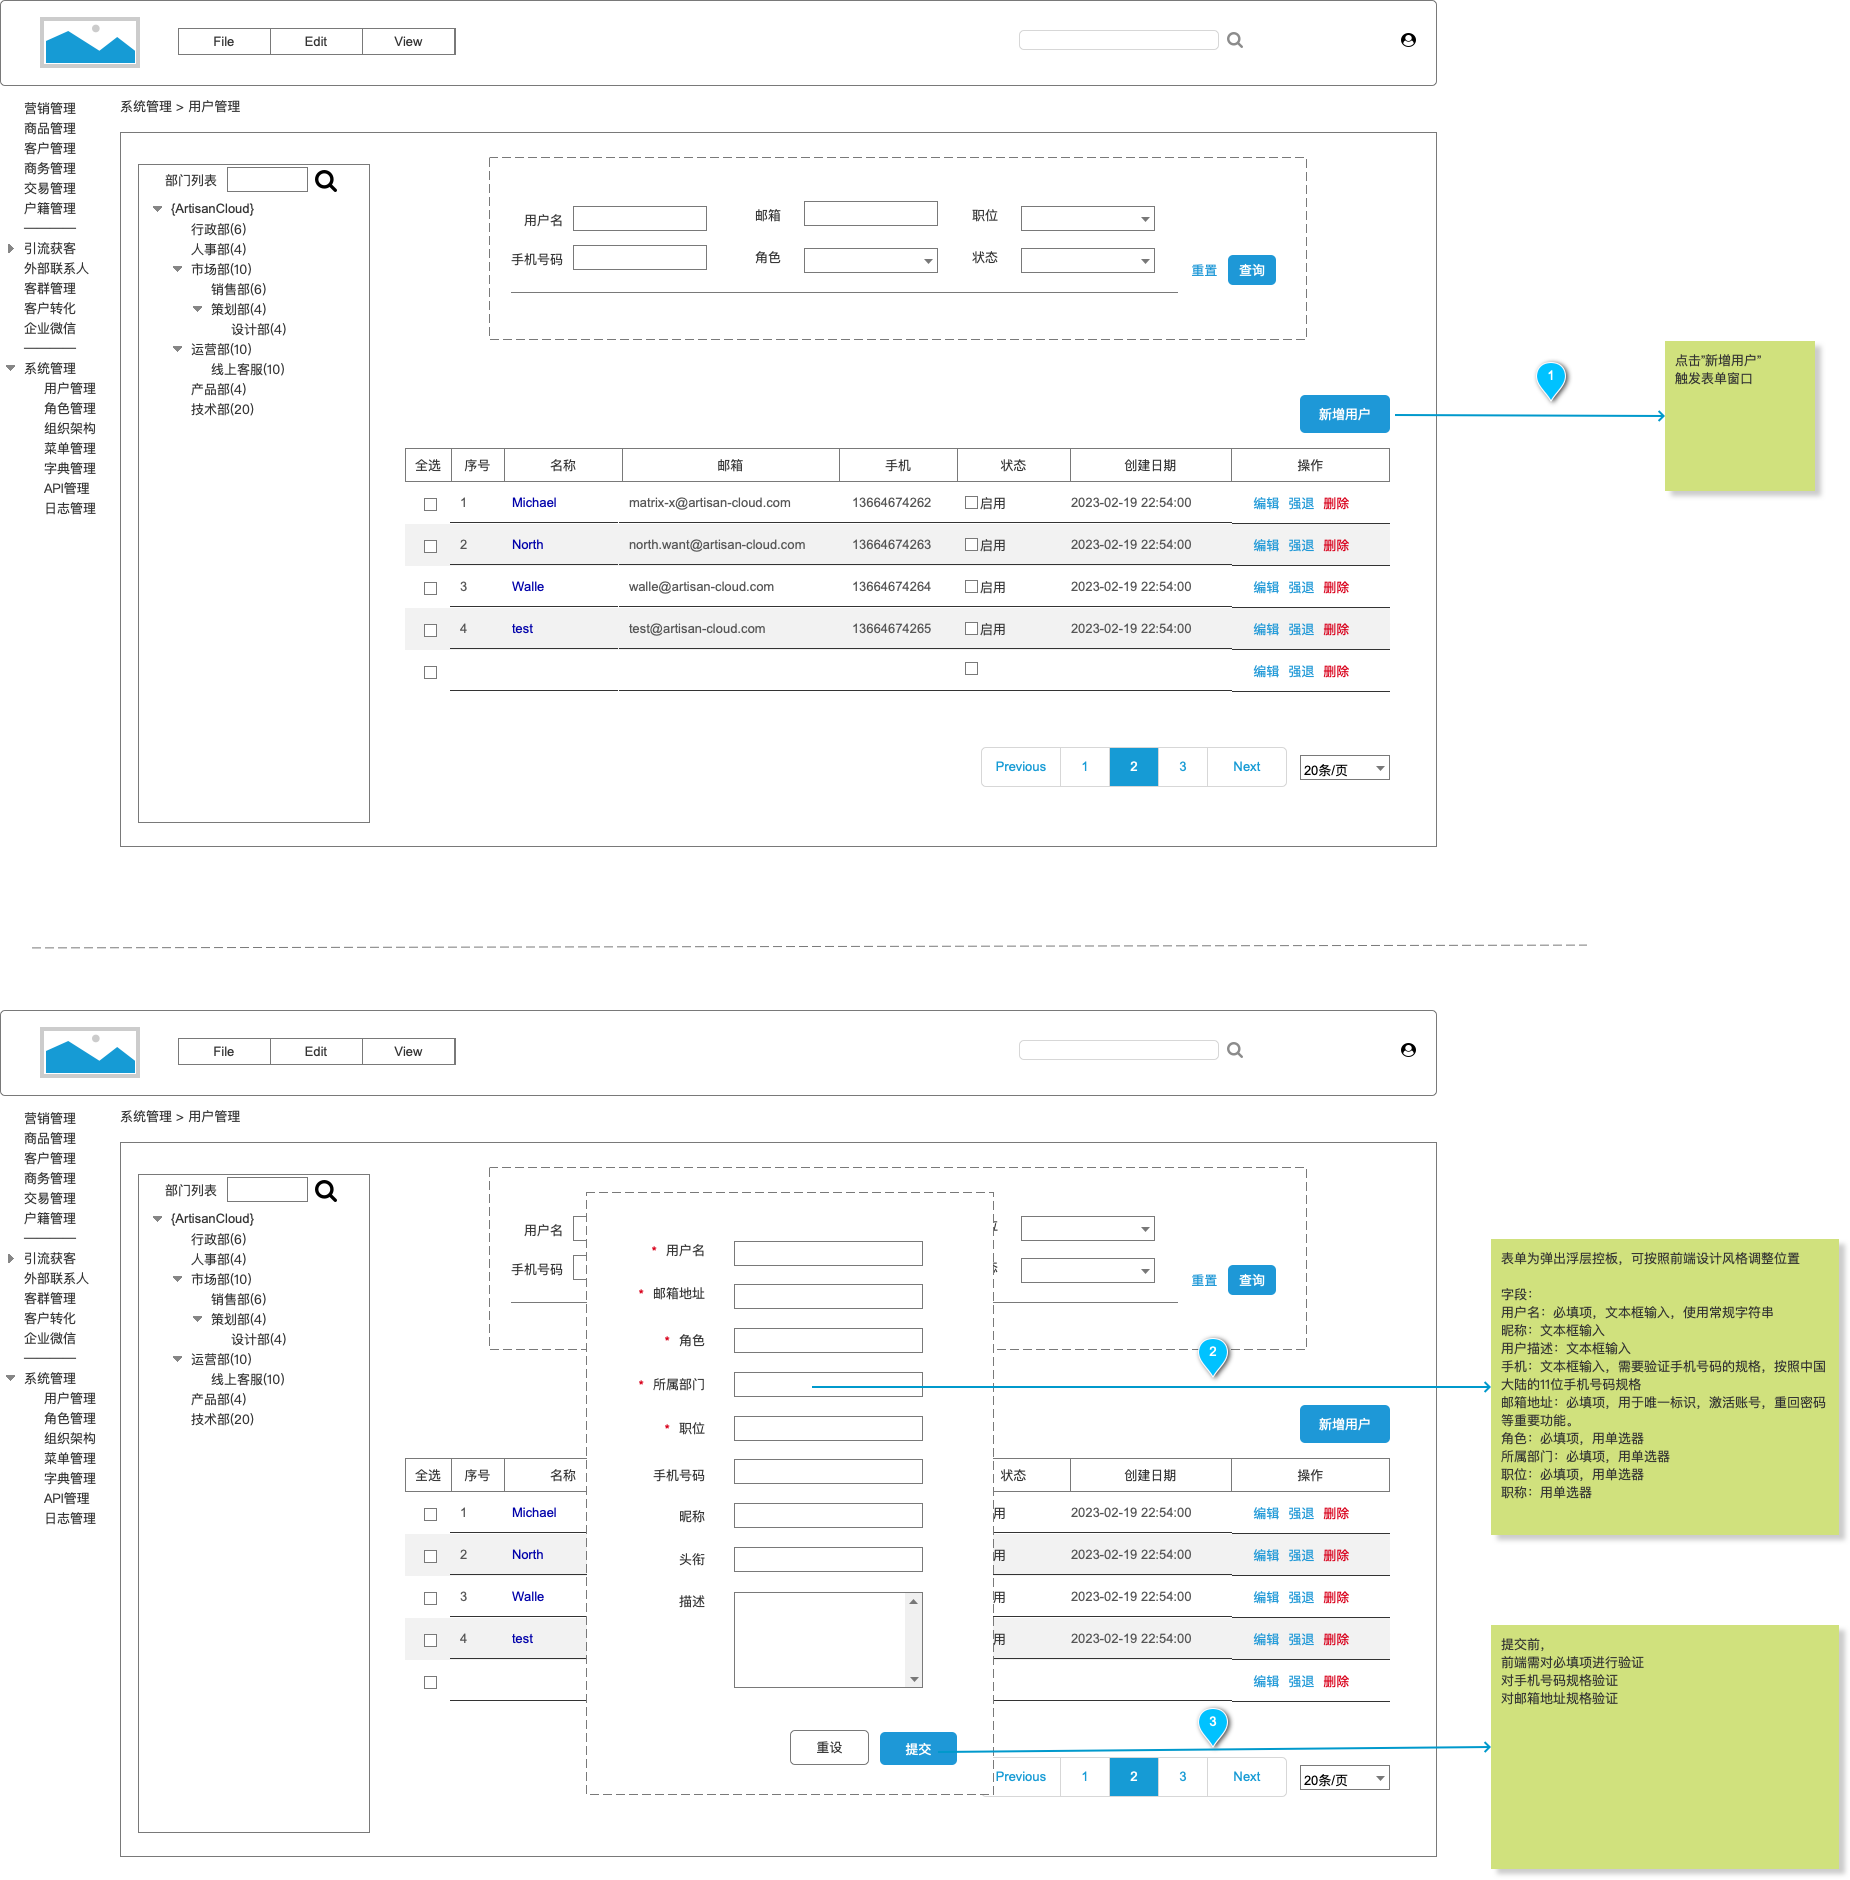 File Edit View
营销管理
商品管理
客户管理
商务管理
交易管理
户籍管理
引流获客
外部联系人
客群管理
客户转化
企业微信
系统管理
用户管理
角色管理
组织架构
菜单管理
字典管理
API管理
日志管理
系统管理 > 用户管理
部门列表
{ArtisanCloud}
行政部(6)
人事部(4)
市场部(10)
销售部(6)
策划部(4)
设计部(4)
运营部(10)
线上客服(10)
产品部(4)
技术部(20)
用户名 邮箱 职位
手机号码 角色 状态
重置 查询
新增用户
1
点击"新增用户”
触发表单窗口
全选 序号 名称 邮箱 手机 状态 创建日期 操作
1 Michael matrix-x@artisan-cloud.com 13664674262 启用 2023-02-19 22:54:00 编辑 强退 删除
2 North north.want@artisan-cloud.com 13664674263 启用 2023-02-19 22:54:00 编辑 强退 删除
3 Walle walle@artisan-cloud.com 13664674264 启用 2023-02-19 22:54:00 编辑 强退 删除
4 test test@artisan-cloud.com 13664674265 启用 2023-02-19 22:54:00 编辑 强退 删除
编辑 强退 删除
Previous 1 2 3 Next 20条/页
File Edit View
营销管理
商品管理
客户管理
商务管理
交易管理
户籍管理
引流获客
外部联系人
客群管理
客户转化
企业微信
系统管理
用户管理
角色管理
组织架构
菜单管理
字典管理
API管理
日志管理
系统管理 > 用户管理
部门列表
{ArtisanCloud}
行政部(6)
人事部(4)
市场部(10)
销售部(6)
策划部(4)
设计部(4)
运营部(10)
线上客服(10)
产品部(4)
技术部(20)
用户名
手机号码
重置 查询
新增用户
全选 序号 名称 状态 创建日期 操作
1 Michael 用 2023-02-19 22:54:00 编辑 强退 删除
2 North 用 2023-02-19 22:54:00 编辑 强退 删除
3 Walle 用 2023-02-19 22:54:00 编辑 强退 删除
4 test 用 2023-02-19 22:54:00 编辑 强退 删除
编辑 强退 删除
Previous 1 2 3 Next 20条/页
* 用户名
* 邮箱地址
* 角色
* 所属部门
* 职位
手机号码
昵称
头衔
描述
重设 提交
2
表单为弹出浮层控板，可按照前端设计风格调整位置
字段：
用户名：必填项，文本框输入，使用常规字符串
昵称：文本框输入
用户描述：文本框输入
手机：文本框输入，需要验证手机号码的规格，按照中国
大陆的11位手机号码规格
邮箱地址：必填项，用于唯一标识，激活账号，重回密码
等重要功能。
角色：必填项，用单选器
所属部门：必填项，用单选器
职位：必填项，用单选器
职称：用单选器
3
提交前，
前端需对必填项进行验证
对手机号码规格验证
对邮箱地址规格验证